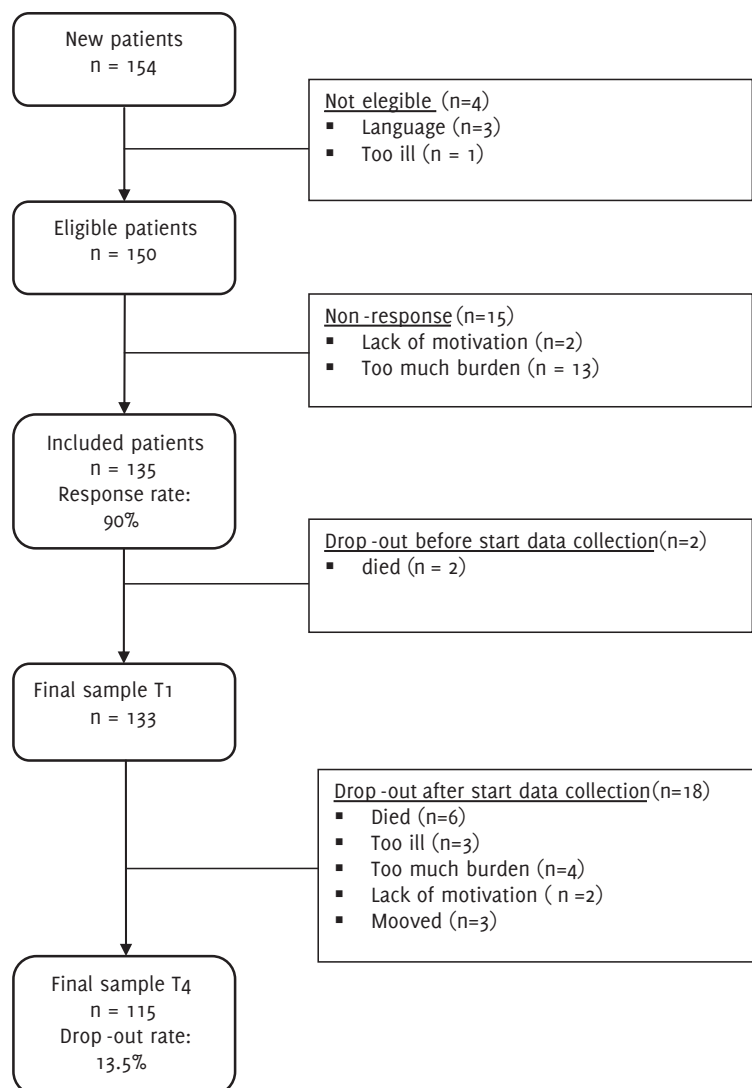 New patients
n = 154
Not elegible (n=4)
▪ Language (n=3)
▪ Too ill (n = 1)
Eligible patients
n = 150
Non -response (n=15)
▪ Lack of motivation (n=2)
▪ Too much burden (n = 13)
Included patients
n = 135
Response rate:
90%
Drop -out before start data collection(n=2)
▪ died (n = 2)
Final sample T1
n = 133
Drop -out after start data collection(n=18)
▪ Died (n=6)
▪ Too ill (n=3)
▪ Too much burden (n=4)
▪ Lack of motivation ( n =2)
▪ Mooved (n=3)
Final sample T4
n = 115
Drop -out rate:
13.5%